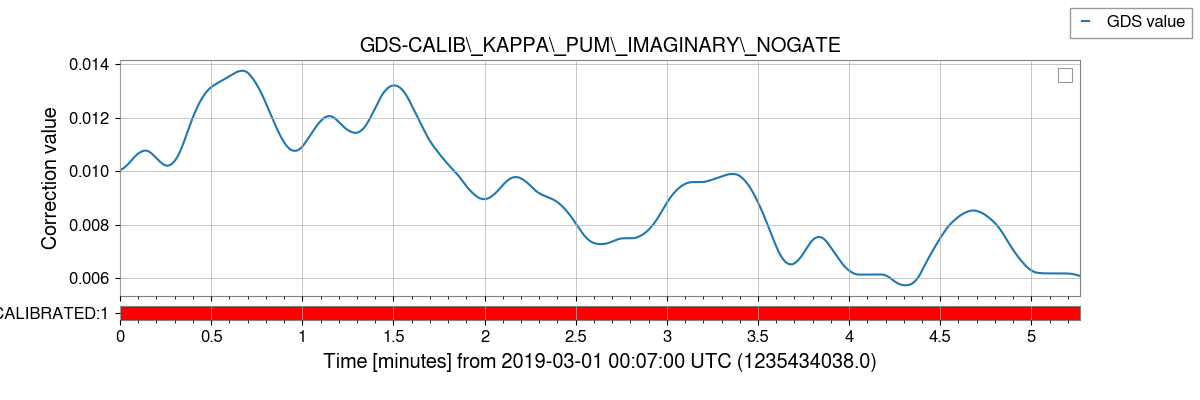 GDS value
GDS-CALIB\_KAPPA\_PUM\_IMAGINARY\_NOGATE
Correction value
0.014
0.012
0.010
0.008
0.006
CALIBRATED:1
0 0.5 1 1.5 2 2.5 3 3.5 4 4.5 5
Time [minutes] from 2019-03-01 00:07:00 UTC (1235434038.0)